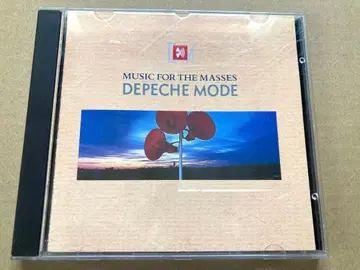 MUSIC FOR THE MASSES
DEPECHE MODE